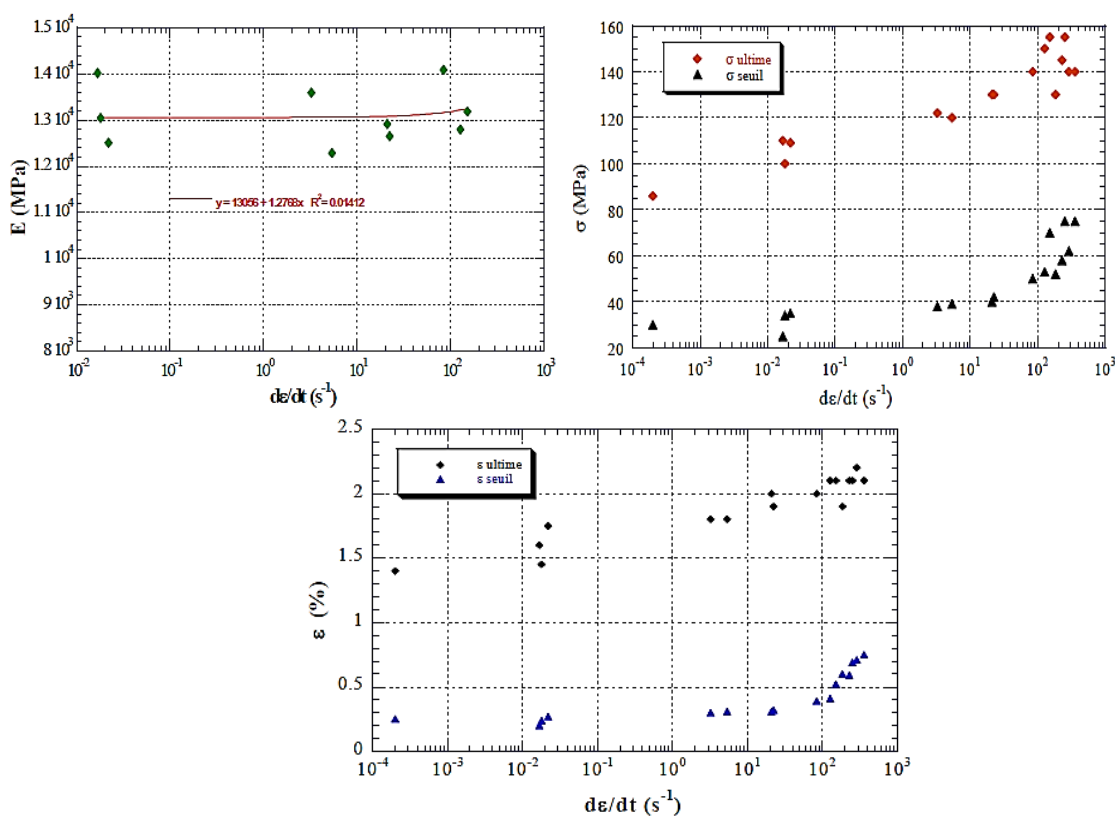 1.5 10⁴
1.4 10⁴
1.3 10⁴
1.2 10⁴
1.1 10⁴
1 10⁴
9 10³
8 10³
E (MPa)
y = 13056 + 1.2768x R² = 0.01412
10⁻² 10⁻¹ 10⁰ 10¹ 10² 10³
dε/dt (s⁻¹)
160
140
120
100
80
60
40
20
σ (MPa)
σ ultime
σ seuil
10⁻⁴ 10⁻³ 10⁻² 10⁻¹ 10⁰ 10¹ 10² 10³
dε/dt (s⁻¹)
2.5
2
1.5
1
0.5
0
ε (%)
ε ultime
ε seuil
10⁻⁴ 10⁻³ 10⁻² 10⁻¹ 10⁰ 10¹ 10² 10³
dε/dt (s⁻¹)